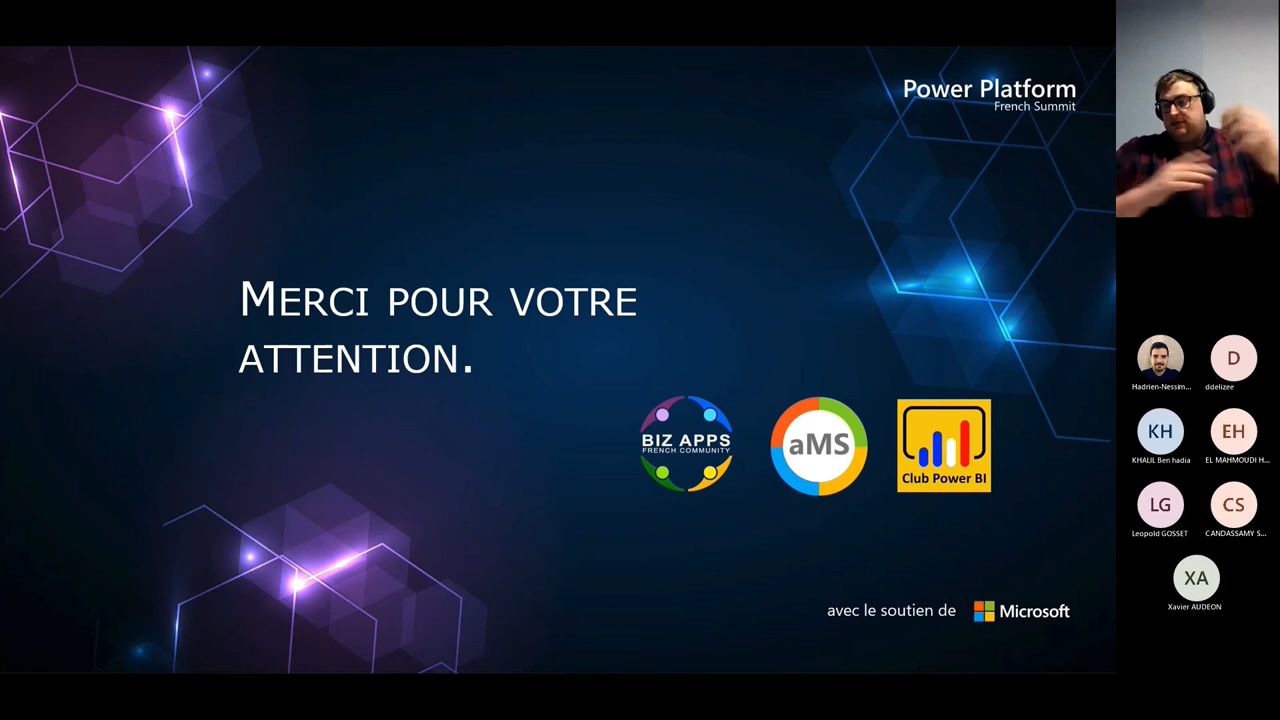 Power Platform
French Summit
MERCI POUR VOTRE
ATTENTION.
BIZ APPS
FRENCH COMMUNITY
aMS
Club Power BI
avec le soutien de Microsoft
Hadrien-Nessim...
D
ddelizee
KH
KHALIL Ben hadia
EH
EL MAHMOUDI H...
LG
Leopold GOSSET
CS
CANDASSAMY S...
XA
Xavier AUDEON